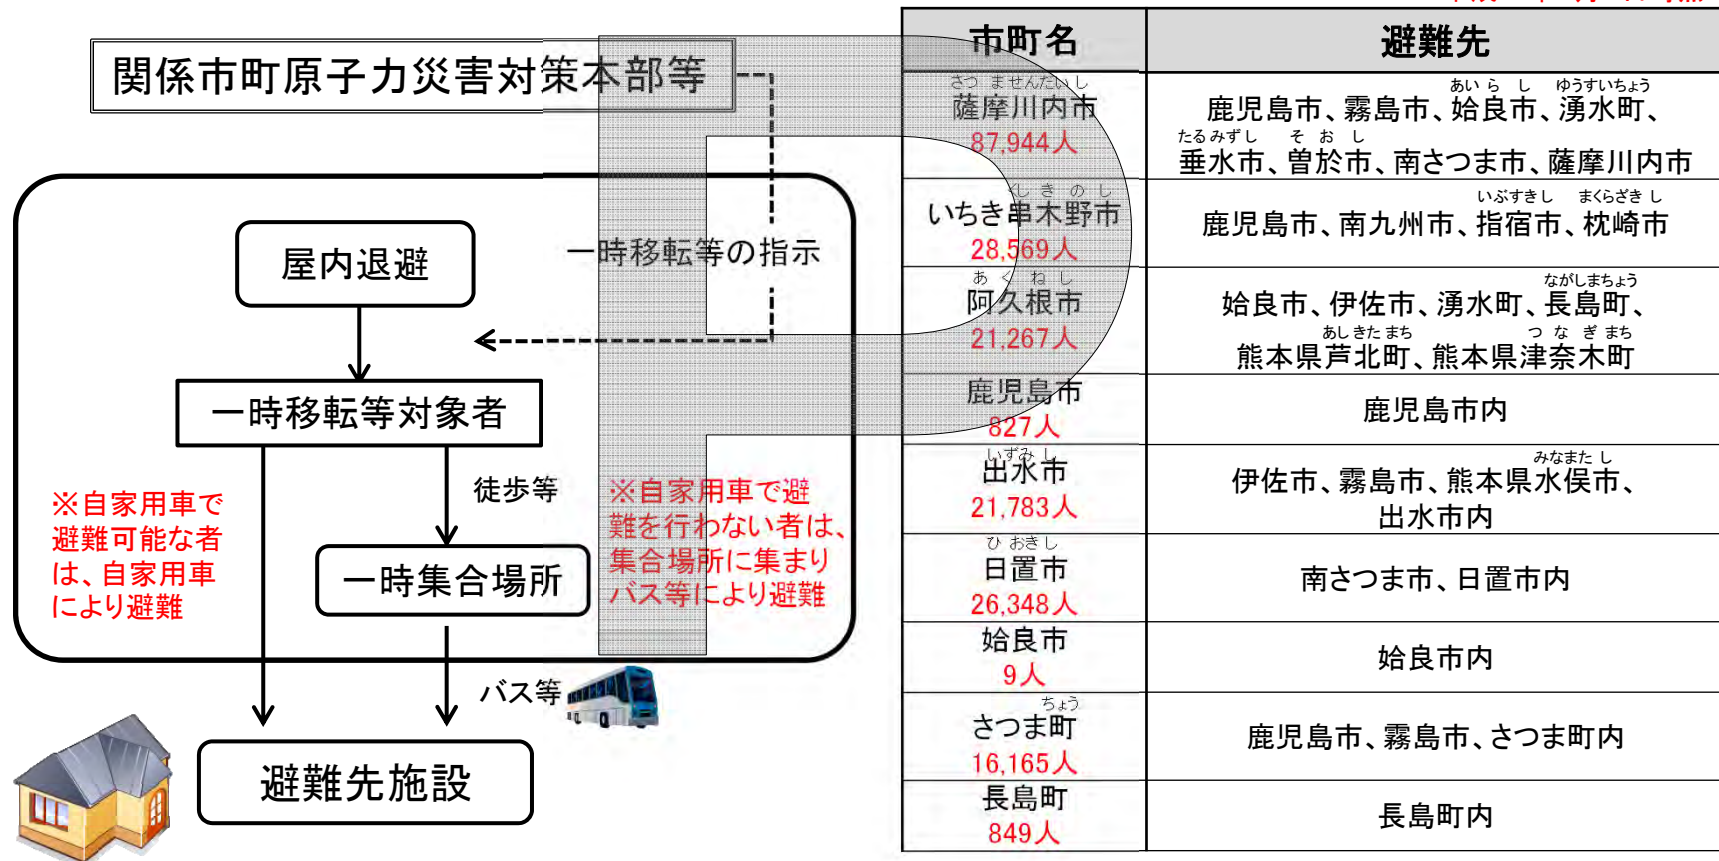 関係市町原子力災害対策本部等
屋内退避
一時移転等の指示
一時移転等対象者
徒歩等
※自家用車で
避難可能な者
は、自家用車
により避難
※自家用車で避
難を行わない者は、
集合場所に集まり
バス等により避難
一時集合場所
バス等
避難先施設
市町名
避難先
さつませんだいし
薩摩川内市
87,944人
あいらし ゆうすいちょう
鹿児島市、霧島市、姶良市、湧水町、
たるみずし そおし
垂水市、曽於市、南さつま市、薩摩川内市
くしきのし
いちき串木野市
28,569人
いぶすきし まくらざきし
鹿児島市、南九州市、指宿市、枕崎市
あくねし
阿久根市
21,267人
ながしまちょう
姶良市、伊佐市、湧水町、長島町、
あしきたまち つなぎまち
熊本県芦北町、熊本県津奈木町
鹿児島市
827人
鹿児島市内
いずみし
出水市
21,783人
みなまたし
伊佐市、霧島市、熊本県水俣市、
出水市内
ひおきし
日置市
26,348人
南さつま市、日置市内
姶良市
9人
姶良市内
ちょう
さつま町
16,165人
鹿児島市、霧島市、さつま町内
長島町
849人
長島町内